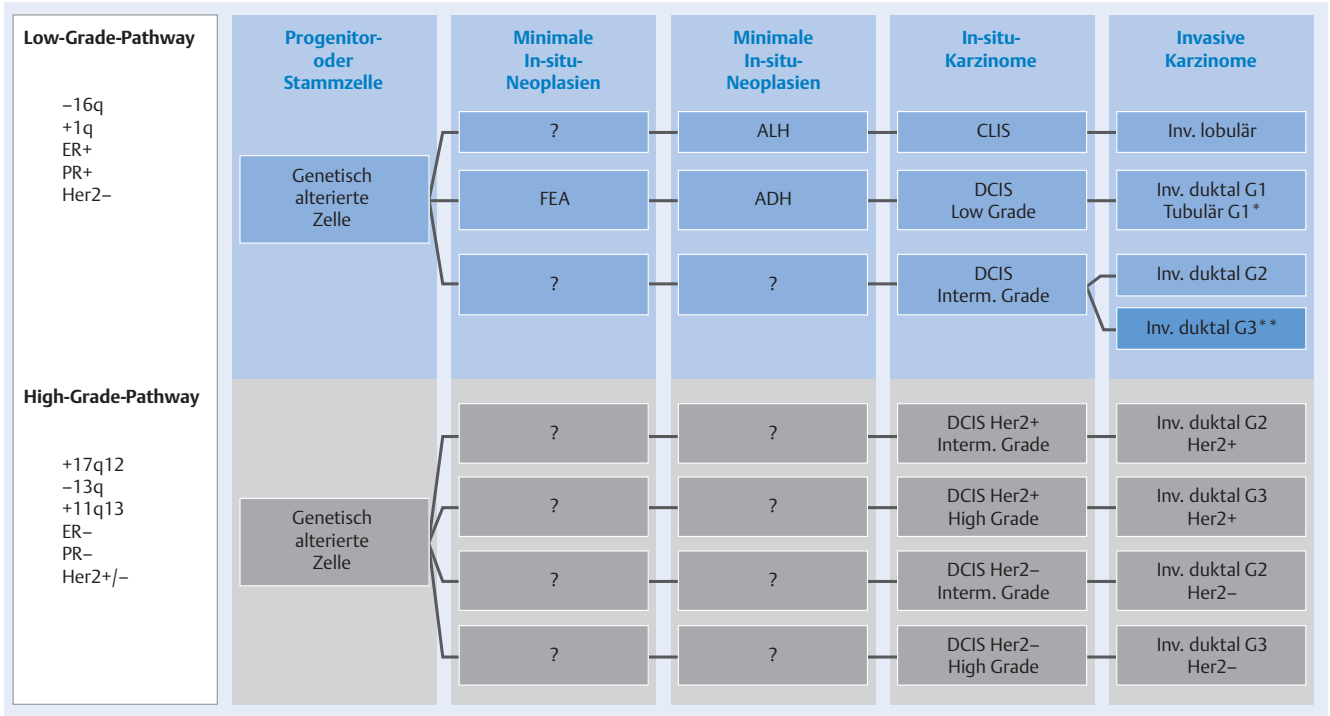 Low-Grade-Pathway
−16q
+1q
ER+
PR+
Her2−
Progenitor-
oder
Stammzelle
Minimale
In-situ-
Neoplasien
Minimale
In-situ-
Neoplasien
In-situ-
Karzinome
Invasive
Karzinome
Genetisch
alterierte
Zelle
?
ALH
CLIS
Inv. lobulär
FEA
ADH
DCIS
Low Grade
Inv. duktal G1
Tubulär G1*
?
?
DCIS
Interm. Grade
Inv. duktal G2
Inv. duktal G3**
High-Grade-Pathway
+17q12
−13q
+11q13
ER−
PR−
Her2+/−
Genetisch
alterierte
Zelle
?
?
DCIS Her2+
Interm. Grade
Inv. duktal G2
Her2+
?
?
DCIS Her2+
High Grade
Inv. duktal G3
Her2+
?
?
DCIS Her2−
Interm. Grade
Inv. duktal G2
Her2−
?
?
DCIS Her2−
High Grade
Inv. duktal G3
Her2−